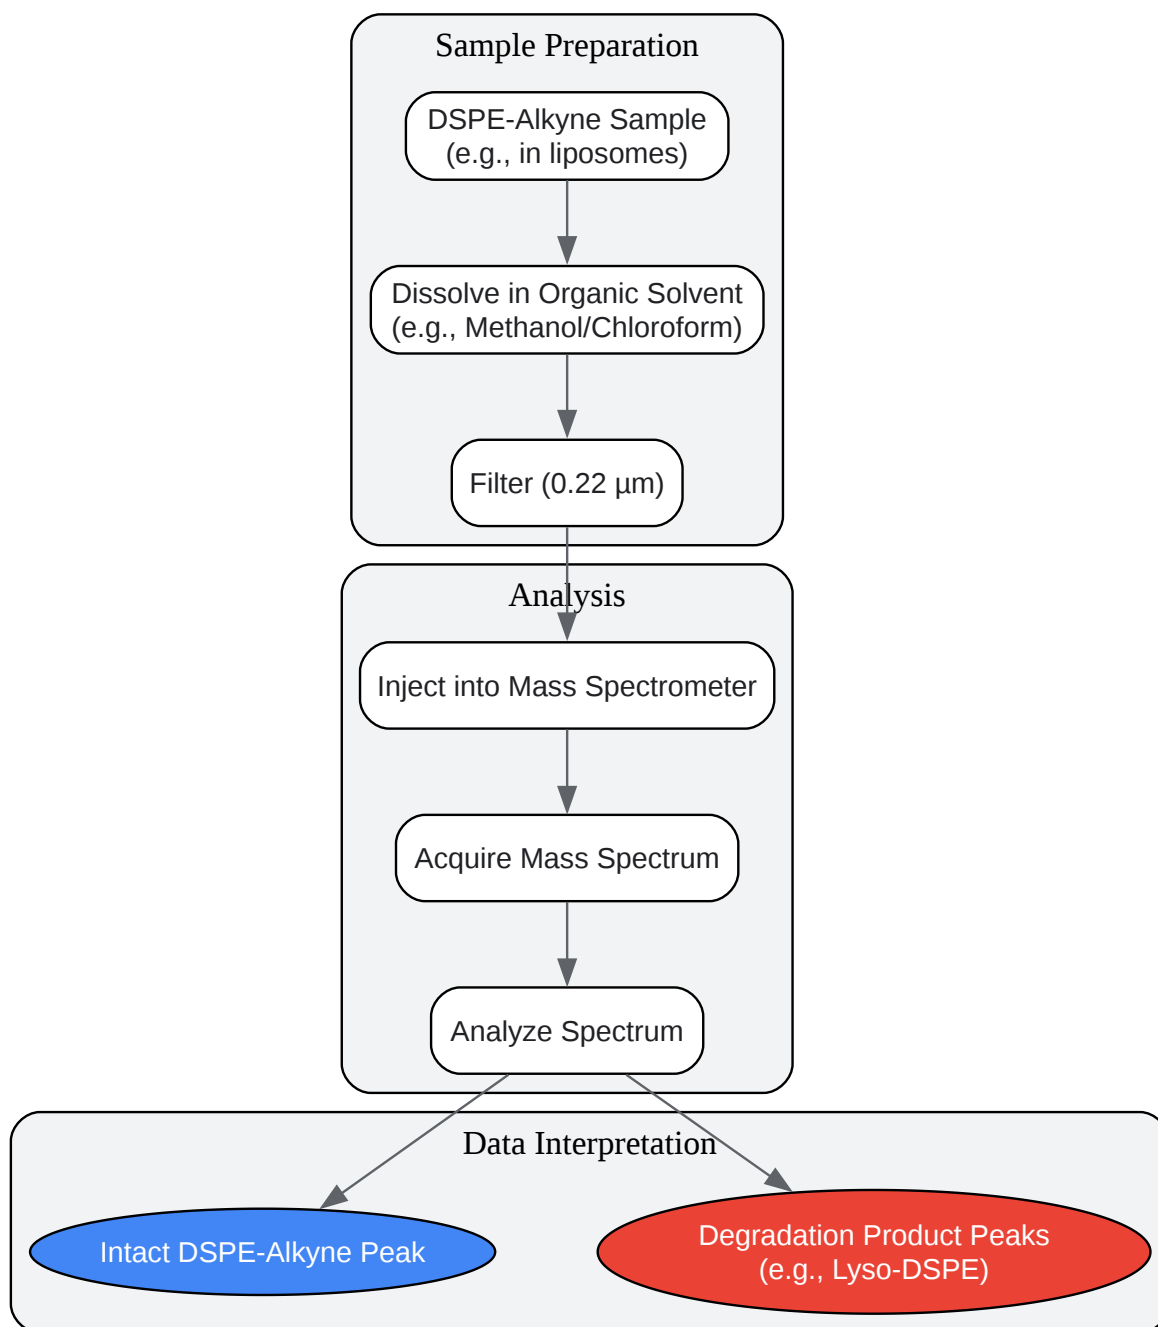 Sample Preparation
DSPE-Alkyne Sample
(e.g., in liposomes)
Dissolve in Organic Solvent
(e.g., Methanol/Chloroform)
Filter (0.22 µm)
Analysis
Inject into Mass Spectrometer
Acquire Mass Spectrum
Analyze Spectrum
Data Interpretation
Intact DSPE-Alkyne Peak
Degradation Product Peaks
(e.g., Lyso-DSPE)